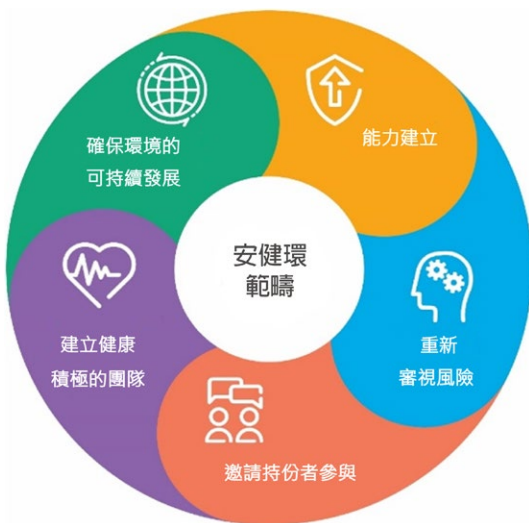 安健環
範疇
能力建立
重新
審視風險
邀請持份者參與
建立健康
積極的團隊
確保環境的
可持續發展